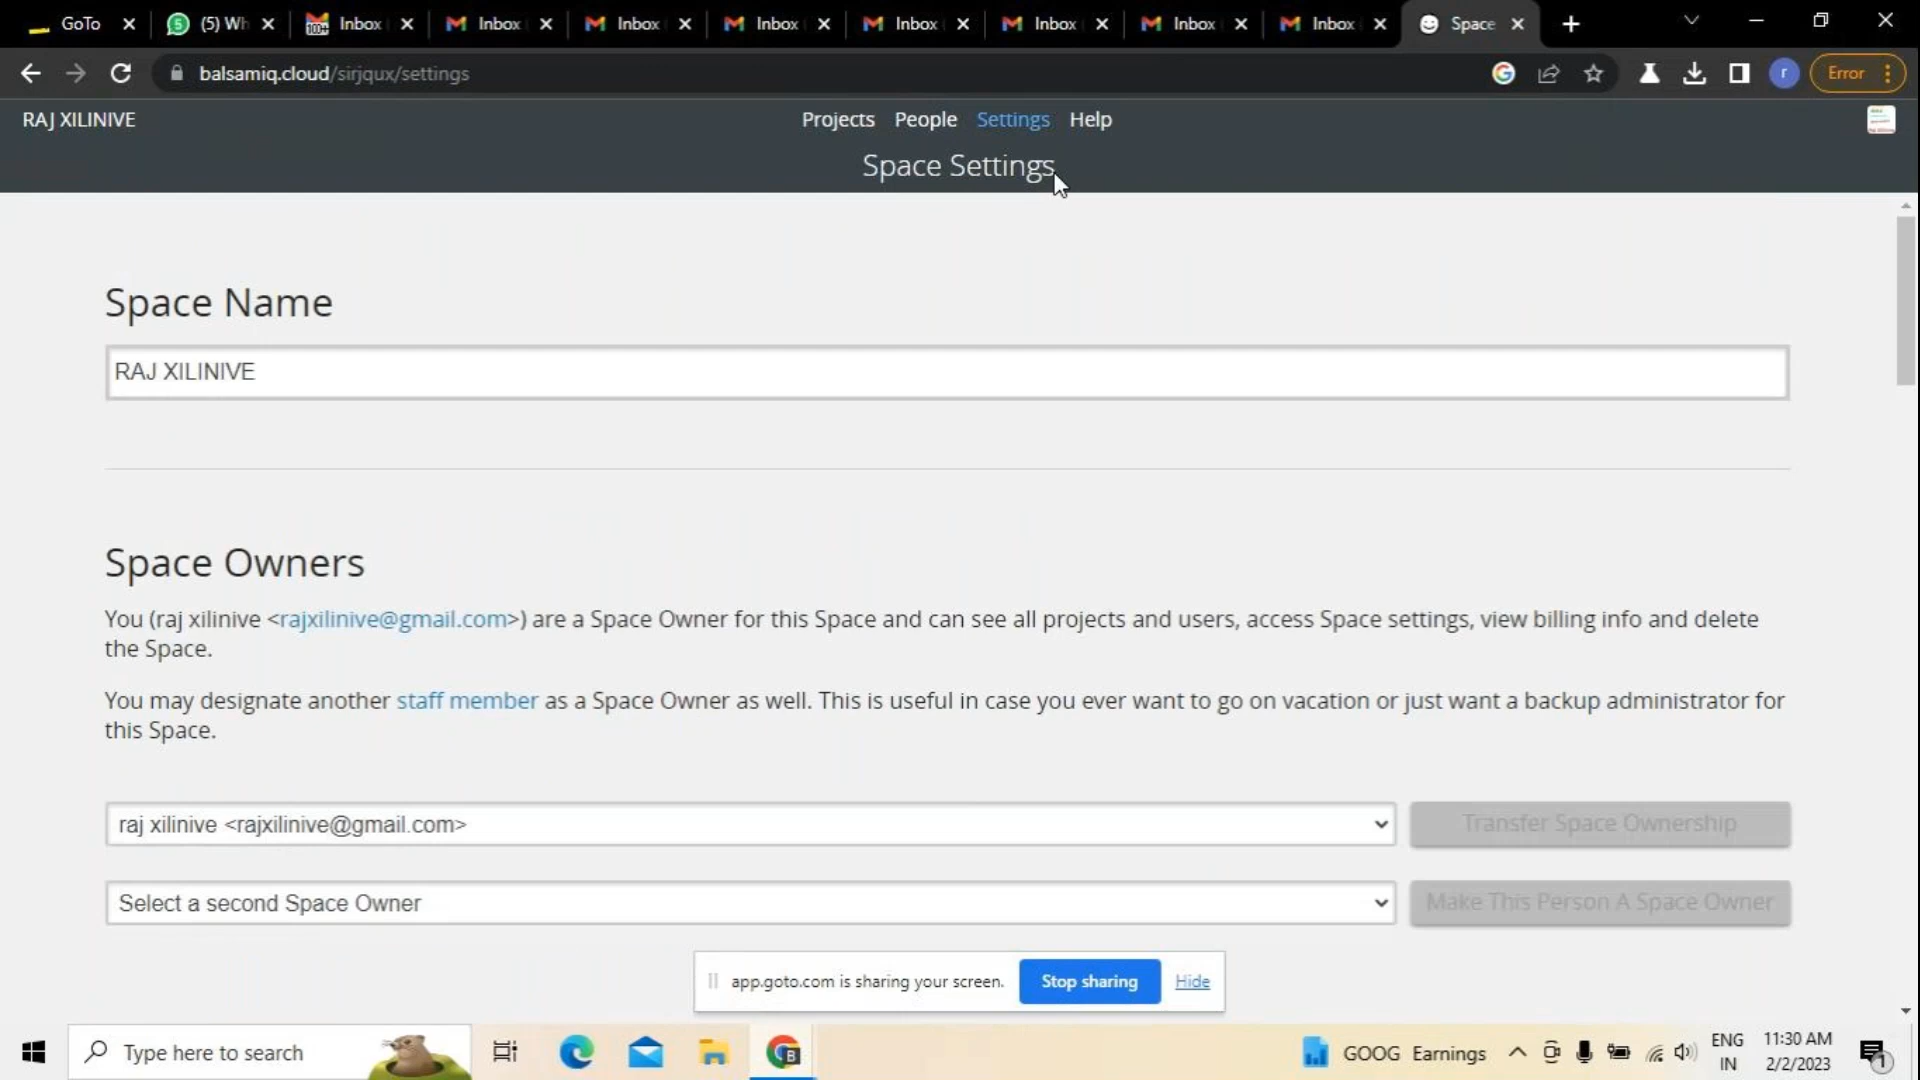 GoTo
(5) Wh
Inbox
Inbox
Inbox
Inbox
Inbox
Inbox
Inbox
Inbox
Space
balsamiq.cloud/sirjqux/settings
r
Error
RAJ XILINIVE
Projects People Settings Help
Space Settings
Space Name
RAJ XILINIVE
Space Owners
You (raj xilinive <rajxilinive@gmail.com>) are a Space Owner for this Space and can see all projects and users, access Space settings, view billing info and delete
the Space.
You may designate another staff member as a Space Owner as well. This is useful in case you ever want to go on vacation or just want a backup administrator for
this Space.
raj xilinive <rajxilinive@gmail.com>
Transfer Space Ownership
Select a second Space Owner
Make This Person A Space Owner
app.goto.com is sharing your screen.
Stop sharing
Hide
Type here to search
GOOG Earnings
ENG
IN
11:30 AM
2/2/2023
1